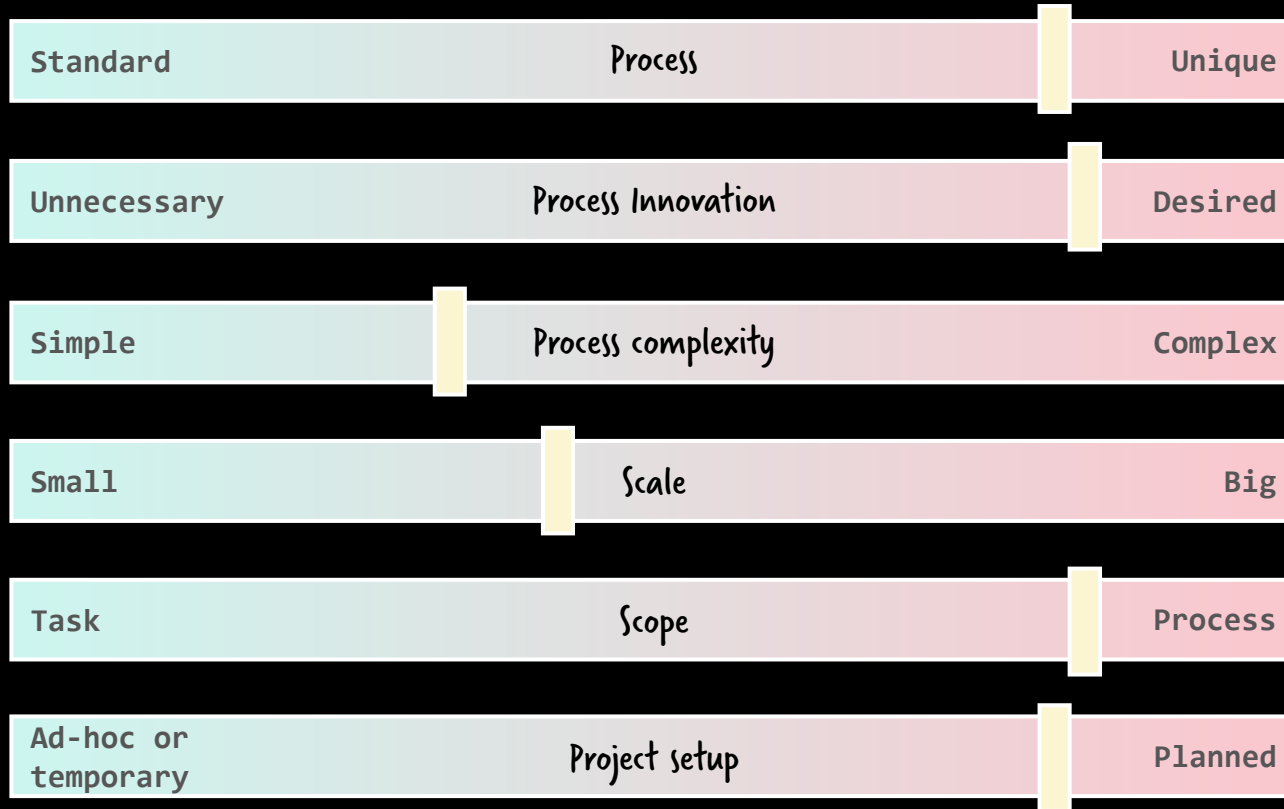 Standard Process Unique
Unnecessary Process Innovation Desired
Simple Process complexity Complex
Small Scale Big
Task Scope Process
Ad-hoc or
temporary Project setup Planned